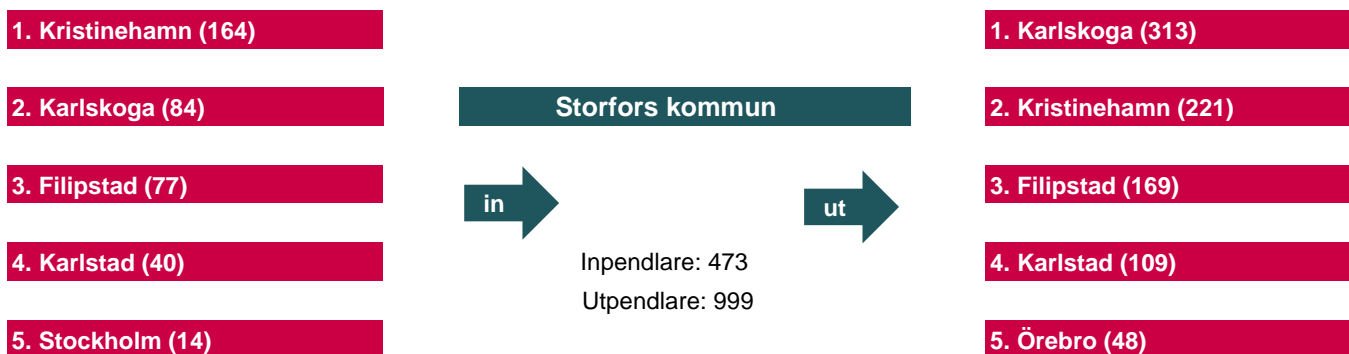 1. Kristinehamn (164)
2. Karlskoga (84)
3. Filipstad (77)
4. Karlstad (40)
5. Stockholm (14)
Storfors kommun
in
ut
Inpendlare: 473
Utpendlare: 999
1. Karlskoga (313)
2. Kristinehamn (221)
3. Filipstad (169)
4. Karlstad (109)
5. Örebro (48)